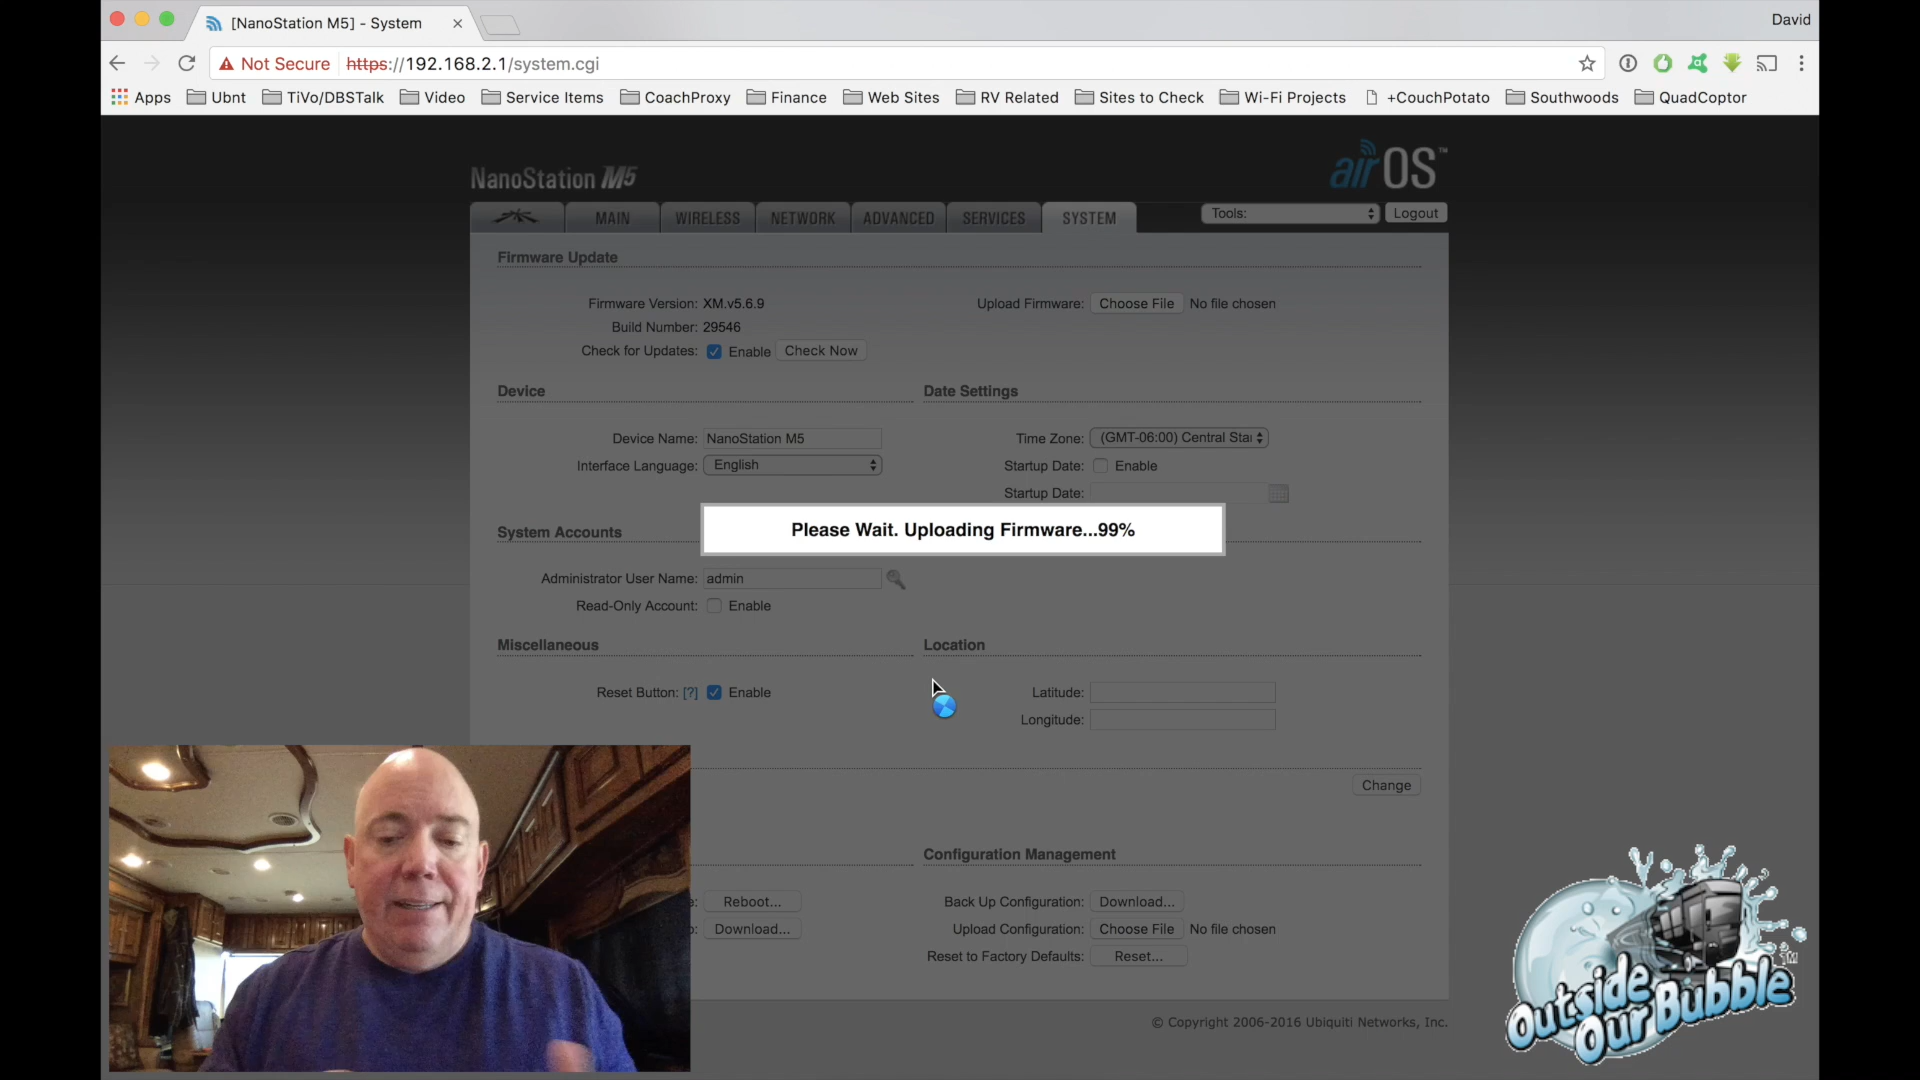 [NanoStation M5] - System
David
Not Secure https://192.168.2.1/system.cgi
Apps Ubnt TiVo/DBSTalk Video Service Items CoachProxy Finance Web Sites RV Related Sites to Check Wi-Fi Projects +CouchPotato Southwoods QuadCoptor
NanoStation M5 airOS™
MAIN WIRELESS NETWORK ADVANCED SERVICES SYSTEM Tools: Logout
Firmware Update
Firmware Version: XM.v5.6.9 Upload Firmware: Choose File No file chosen
Build Number: 29546
Check for Updates: Enable Check Now
Device Date Settings
Device Name: NanoStation M5 Time Zone: (GMT-06:00) Central Sta
Interface Language: English Startup Date: Enable
Startup Date:
Please Wait. Uploading Firmware...99%
System Accounts
Administrator User Name: admin
Read-Only Account: Enable
Miscellaneous Location
Reset Button: [?] Enable Latitude:
Longitude:
Change
Configuration Management
Reboot... Back Up Configuration: Download...
Download... Upload Configuration: Choose File No file chosen
Reset to Factory Defaults: Reset...
© Copyright 2006-2016 Ubiquiti Networks, Inc.
Outside Our Bubble™